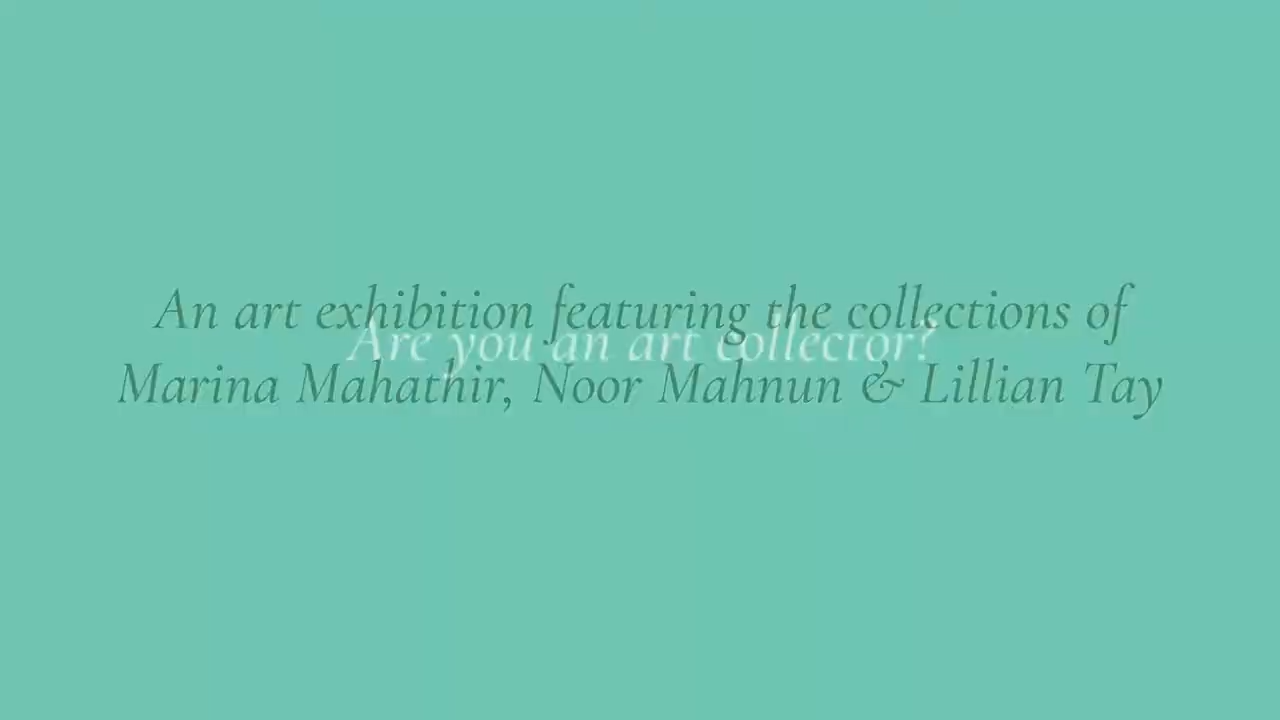 An art exhibition featuring the collections of
Are you an art collector?
Marina Mahathir, Noor Mahnun & Lillian Tay